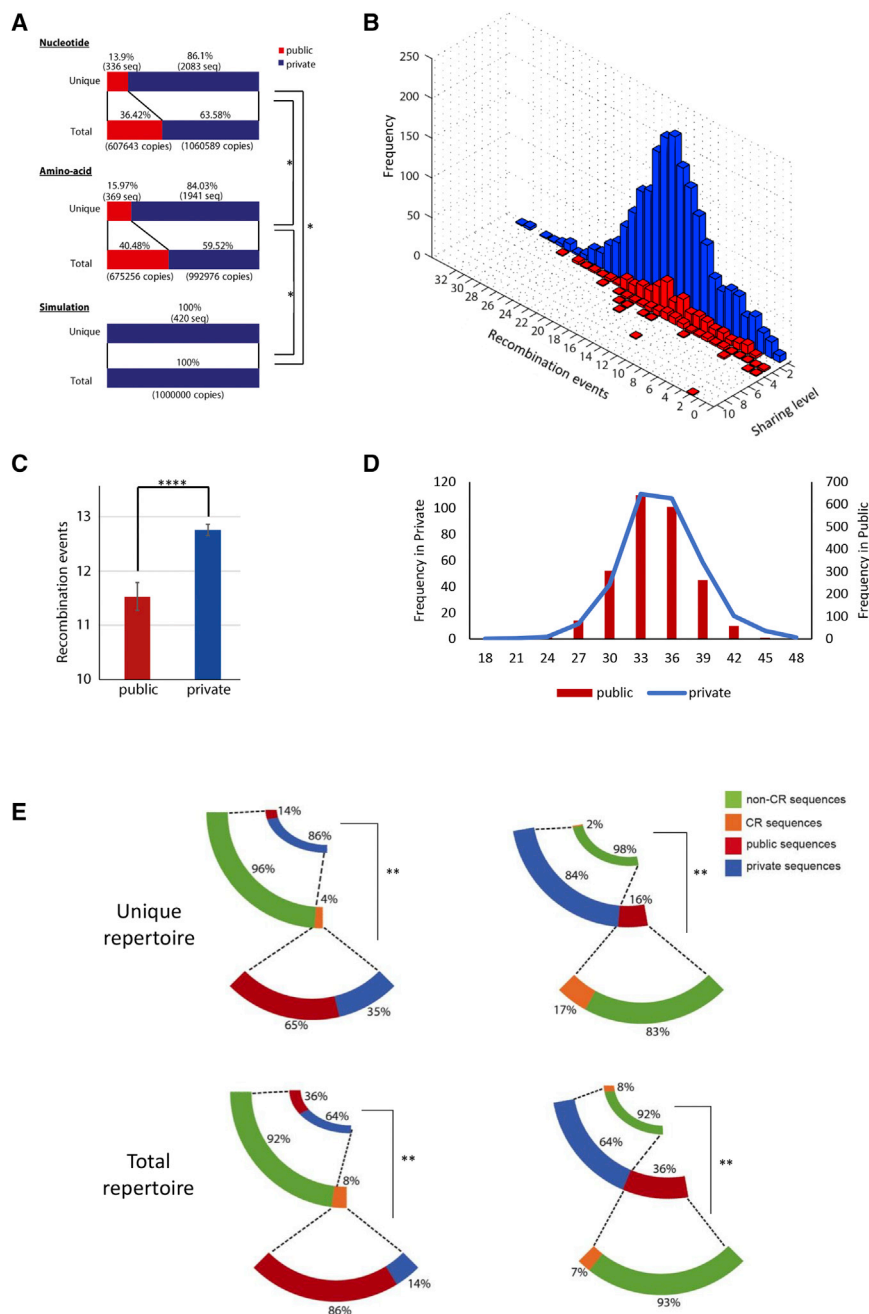 A
Nucleotide
public
private
13.9%
(336 seq)
86.1%
(2083 seq)
Unique
36.42%
63.58%
Total
(607643 copies)
(1060589 copies)
*
Amino-acid
15.97%
(369 seq)
84.03%
(1941 seq)
Unique
40.48%
59.52%
Total
(675256 copies)
(992976 copies)
*
*
Simulation
100%
(420 seq)
Unique
100%
Total
(1000000 copies)
B
250
200
150
100
50
0
Frequency
32
30
28
26
24
22
20
18
16
14
12
10
8
6
4
2
0
Recombination events
10
8
6
4
2
Sharing level
C
****
13
12
11
10
Recombination events
public
private
D
120
100
80
60
40
20
0
Frequency in Private
700
600
500
400
300
200
100
0
Frequency in Public
18 21 24 27 30 33 36 39 42 45 48
public
private
E
non-CR sequences
CR sequences
public sequences
private sequences
Unique
repertoire
14%
86%
96%
4%
65%
35%
**
2%
98%
84%
16%
17%
83%
**
Total
repertoire
36%
64%
92%
8%
86%
14%
**
8%
92%
64%
36%
7%
93%
**